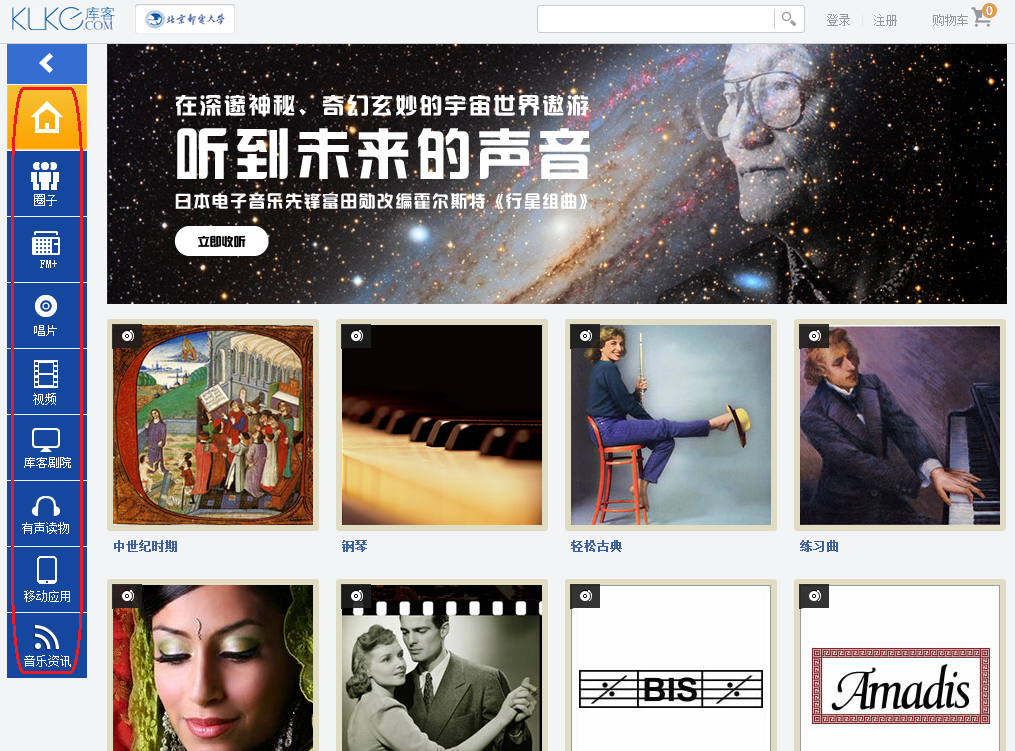 KUKE库客
.COM
北京邮电大学
登录
注册
购物车
0
圈子
FM+
唱片
视频
库客剧院
有声读物
移动应用
音乐资讯
在深邃神秘、奇幻玄妙的宇宙世界遨游
听到未来的声音
日本电子音乐先锋富田勋改编霍尔斯特《行星组曲》
立即收听
中世纪时期
钢琴
轻松古典
练习曲
BIS
Amadis